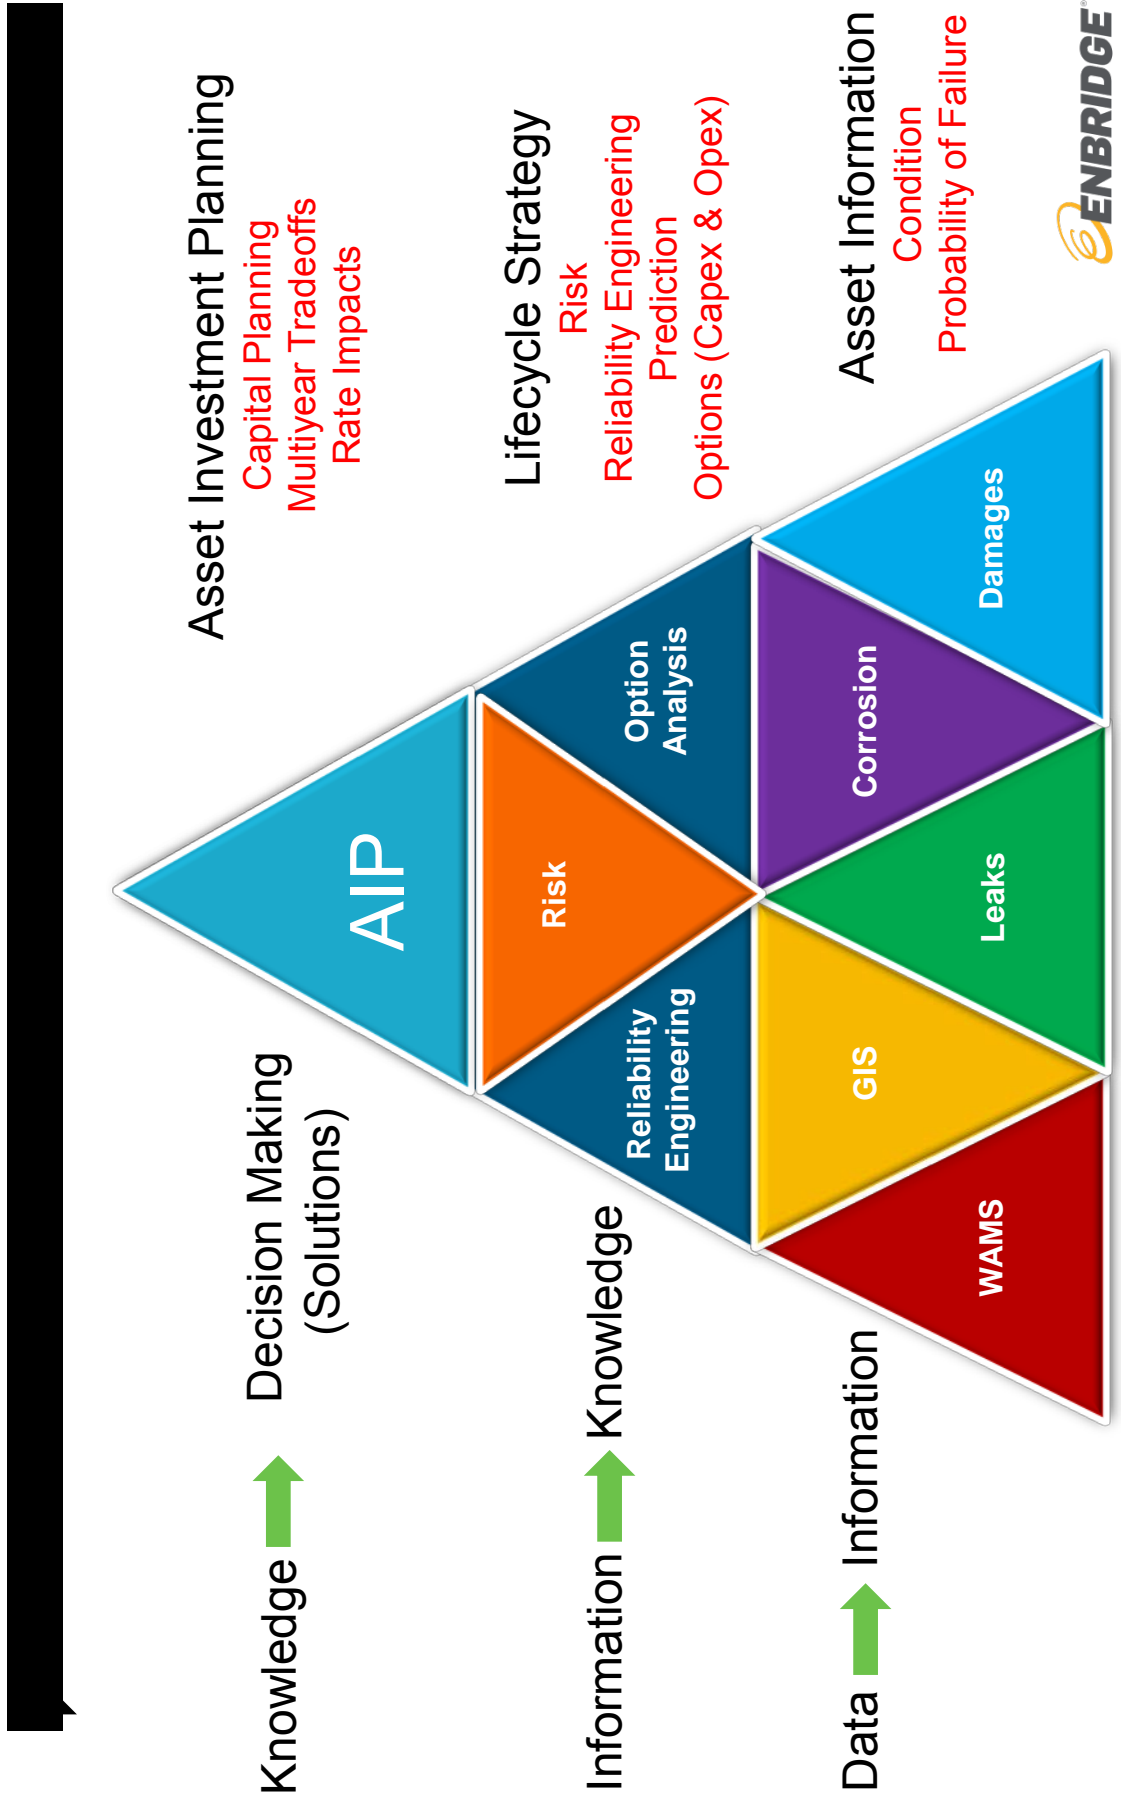 Knowledge
Decision Making
(Solutions)
AIP
Asset Investment Planning
Capital Planning
Multiyear Tradeoffs
Rate Impacts
Information
Knowledge
Reliability
Engineering
Risk
Option
Analysis
Lifecycle Strategy
Risk
Reliability Engineering
Prediction
Options (Capex & Opex)
Data
Information
WAMS
GIS
Leaks
Corrosion
Damages
Asset Information
Condition
Probability of Failure
ENBRIDGE®